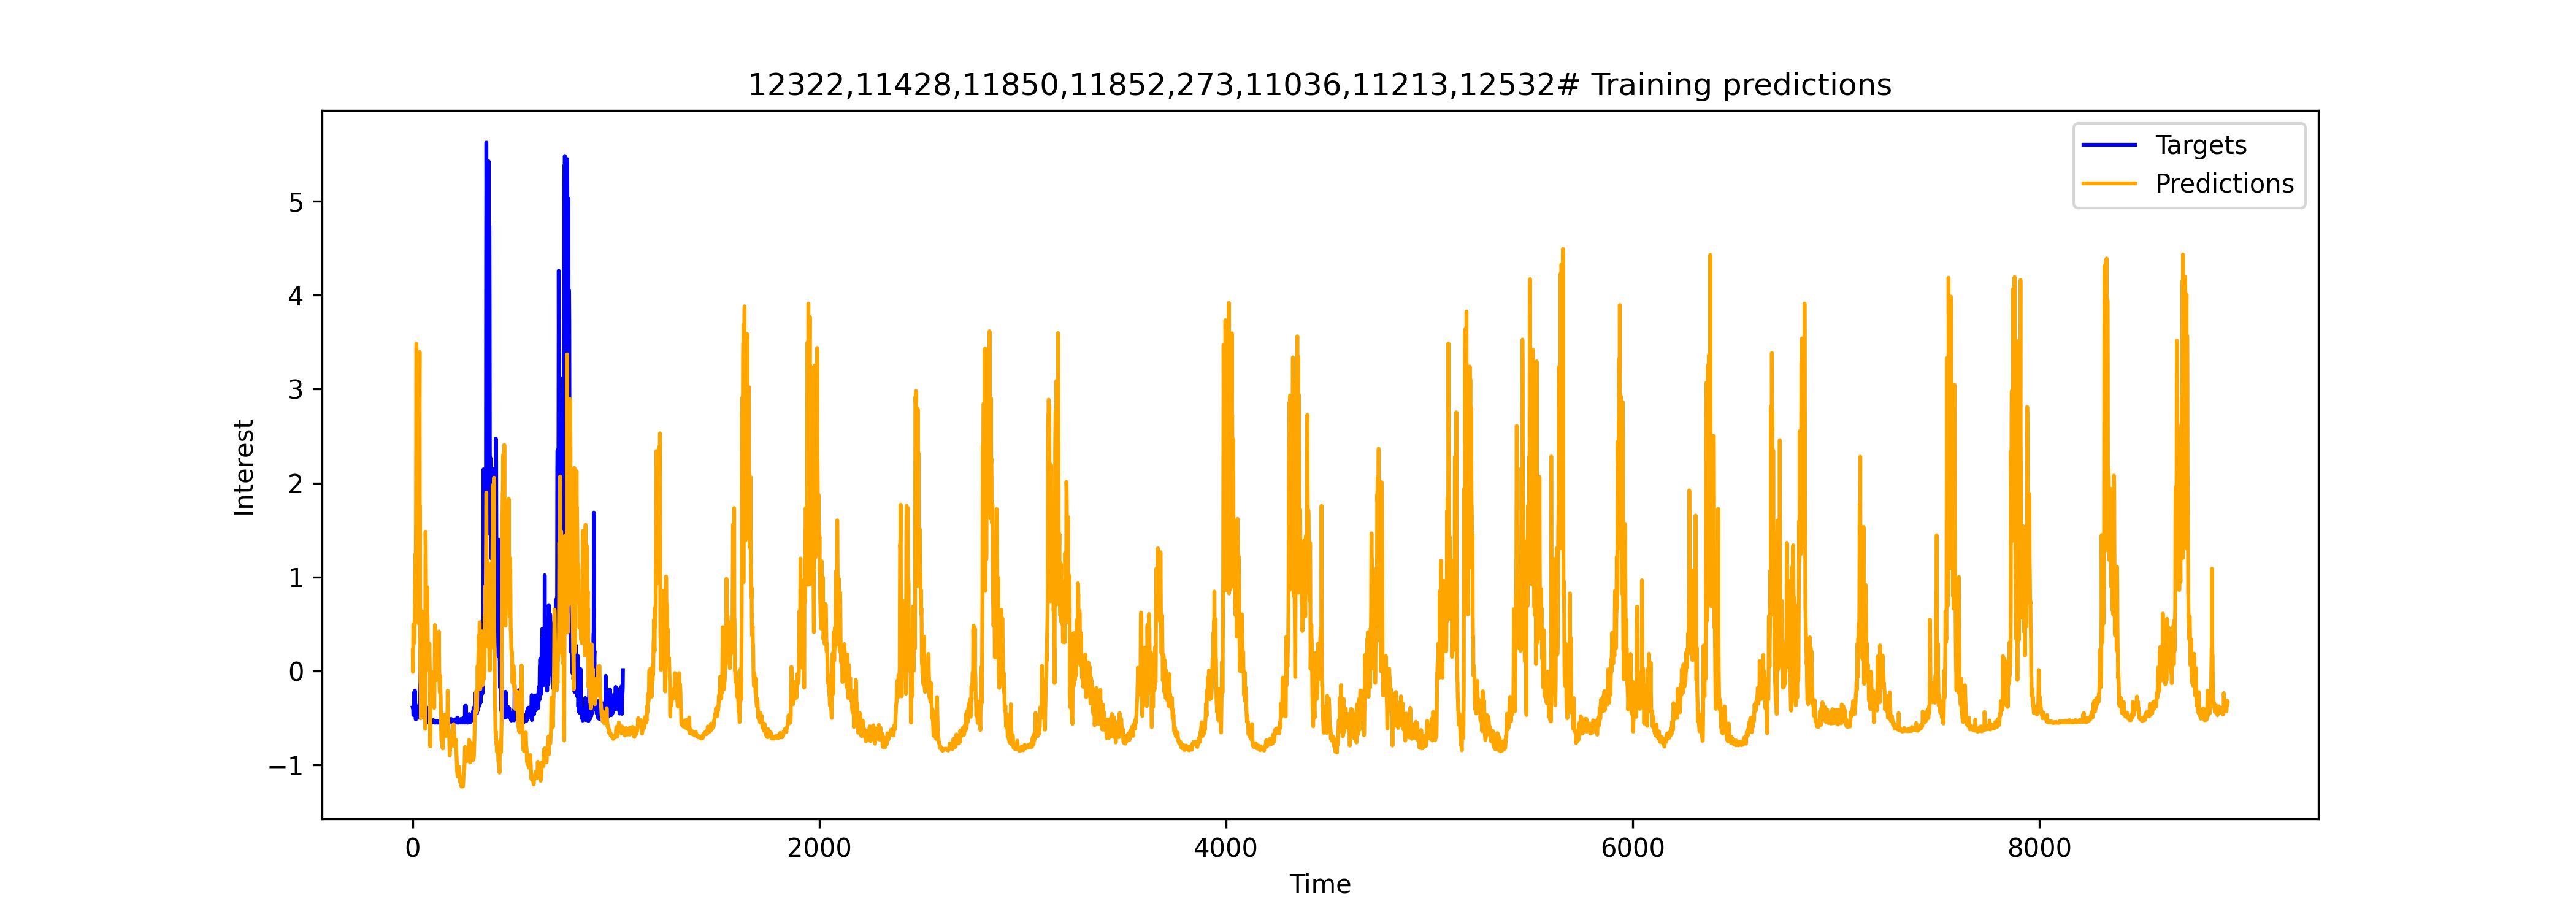 12322,11428,11850,11852,273,11036,11213,12532# Training predictions
Targets
Predictions
Interest
5
4
3
2
1
0
−1
0
2000
4000
6000
8000
Time